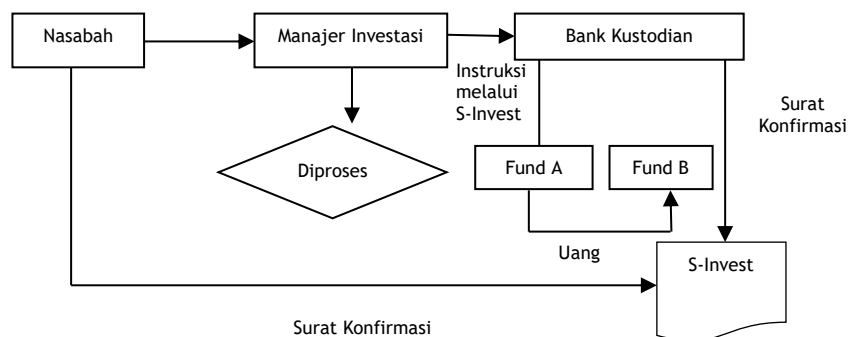 Nasabah
Manajer Investasi
Bank Kustodian
Instruksi
melalui
S-Invest
Surat
Konfirmasi
Diproses
Fund A
Fund B
Uang
S-Invest
Surat Konfirmasi